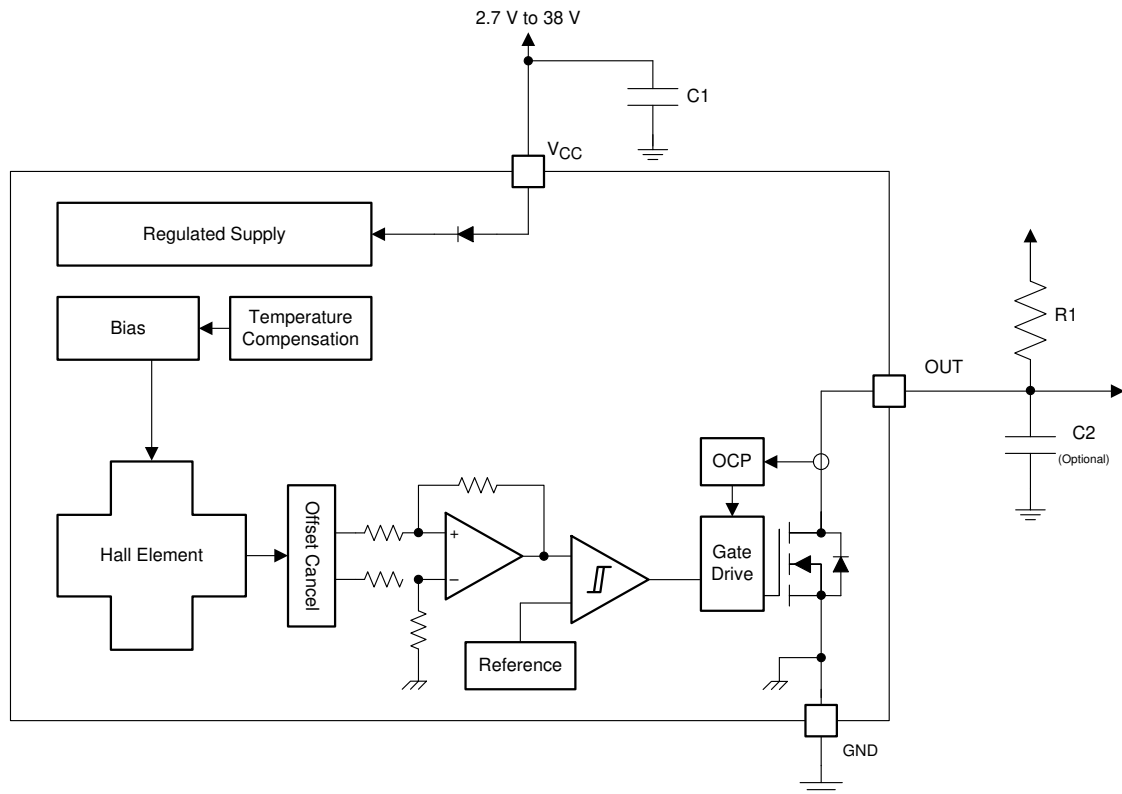 2.7 V to 38 V
C1
VCC
Regulated Supply
Bias
Temperature
Compensation
R1
OUT
C2
(Optional)
OCP
Hall Element
Offset Cancel
+
–
Gate
Drive
Reference
GND